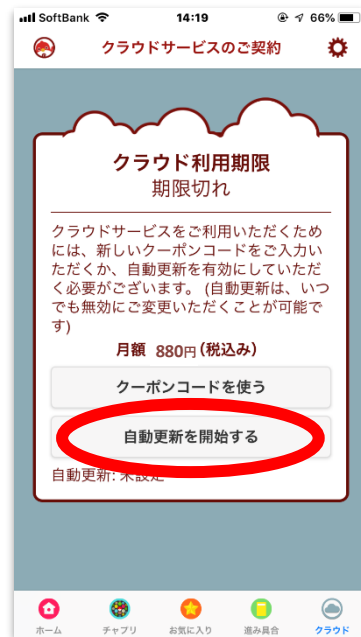 SoftBank 14:19 66%
クラウドサービスのご契約
クラウド利用期限
期限切れ
クラウドサービスをご利用いただくため
には、新しいクーポンコードをご入力い
ただくか、自動更新を有効にしていただ
く必要がございます。(自動更新は、いつ
でも無効にご変更いただくことが可能で
す)
月額 880円(税込み)
クーポンコードを使う
自動更新を開始する
自動更新: 未設定
ホーム チャプリ お気に入り 進み具合 クラウド